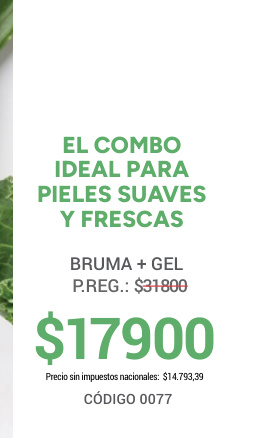 EL COMBO
IDEAL PARA
PIELES SUAVES
Y FRESCAS
BRUMA + GEL
P.REG.: $31800
$17900
Precio sin impuestos nacionales: $14.793,39
CÓDIGO 0077